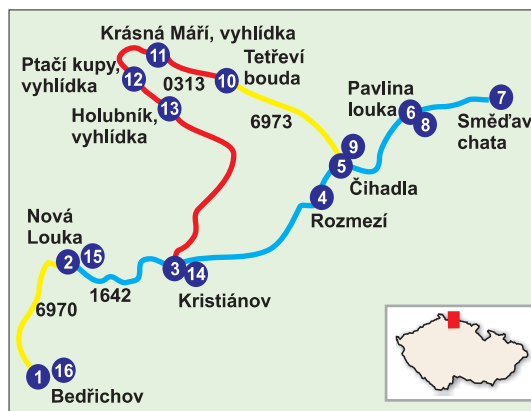 Krásná Máří, vyhlídka
11
Ptačí kupy,
vyhlídka
12
0313
Tetřeví
bouda
10
13
Holubník,
vyhlídka
6973
Pavlina
louka
6
8
7
Směďav
chata
9
5
Čihadla
4
Rozmezí
Nová
Louka
2
15
1642
3
14
Kristiánov
6970
1
16
Bedřichov